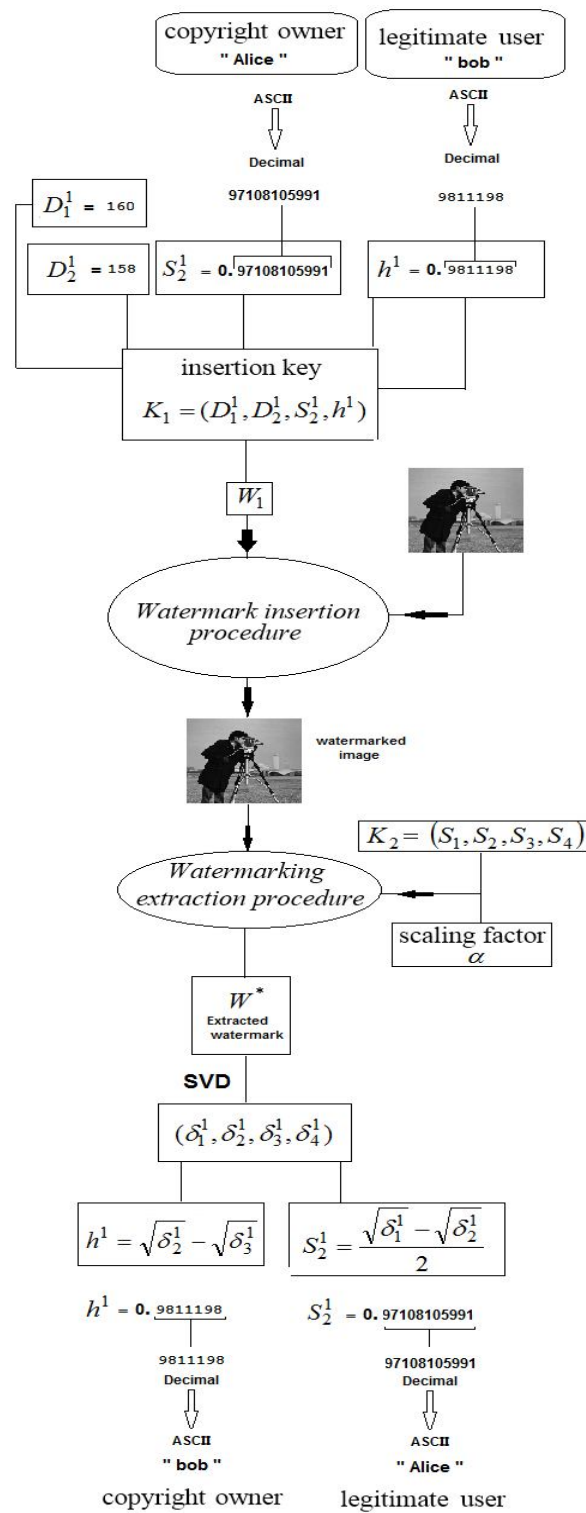 copyright owner
" Alice "
legitimate user
" bob "
ASCII
ASCII
Decimal
Decimal
97108105991
9811198
D₁¹ = 160
D₂¹ = 158
S₂¹ = 0.97108105991
h¹ = 0.9811198
insertion key
K₁ = (D₁¹, D₂¹, S₂¹, h¹)
W₁
Watermark insertion
procedure
watermarked
image
K₂ = (S₁, S₂, S₃, S₄)
Watermarking
extraction procedure
scaling factor
α
W*
Extracted
watermark
SVD
(δ₁¹, δ₂¹, δ₃¹, δ₄¹)
h¹ = √δ₂¹ − √δ₃¹
S₂¹ = (√δ₁¹ − √δ₂¹) / 2
h¹ = 0.9811198
S₂¹ = 0.97108105991
9811198
Decimal
97108105991
Decimal
ASCII
ASCII
" bob "
" Alice "
copyright owner
legitimate user